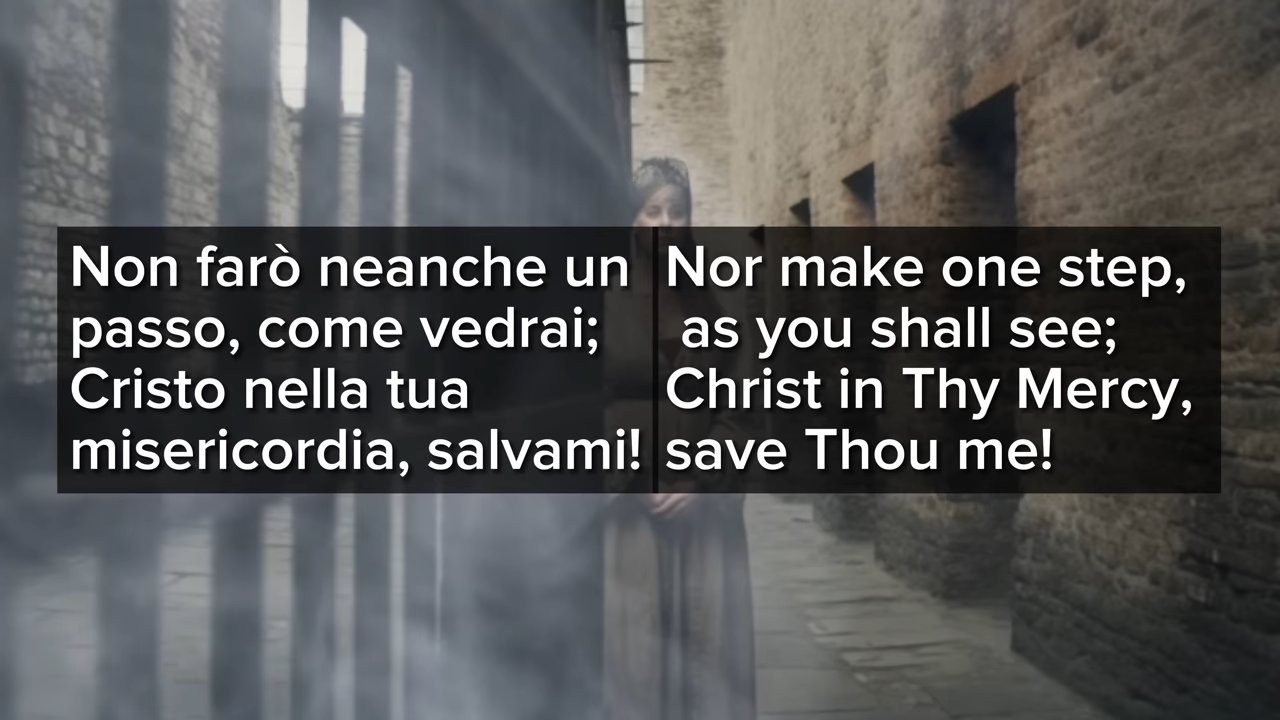 Non farò neanche un
passo, come vedrai;
Cristo nella tua
misericordia, salvami!
Nor make one step,
as you shall see;
Christ in Thy Mercy,
save Thou me!